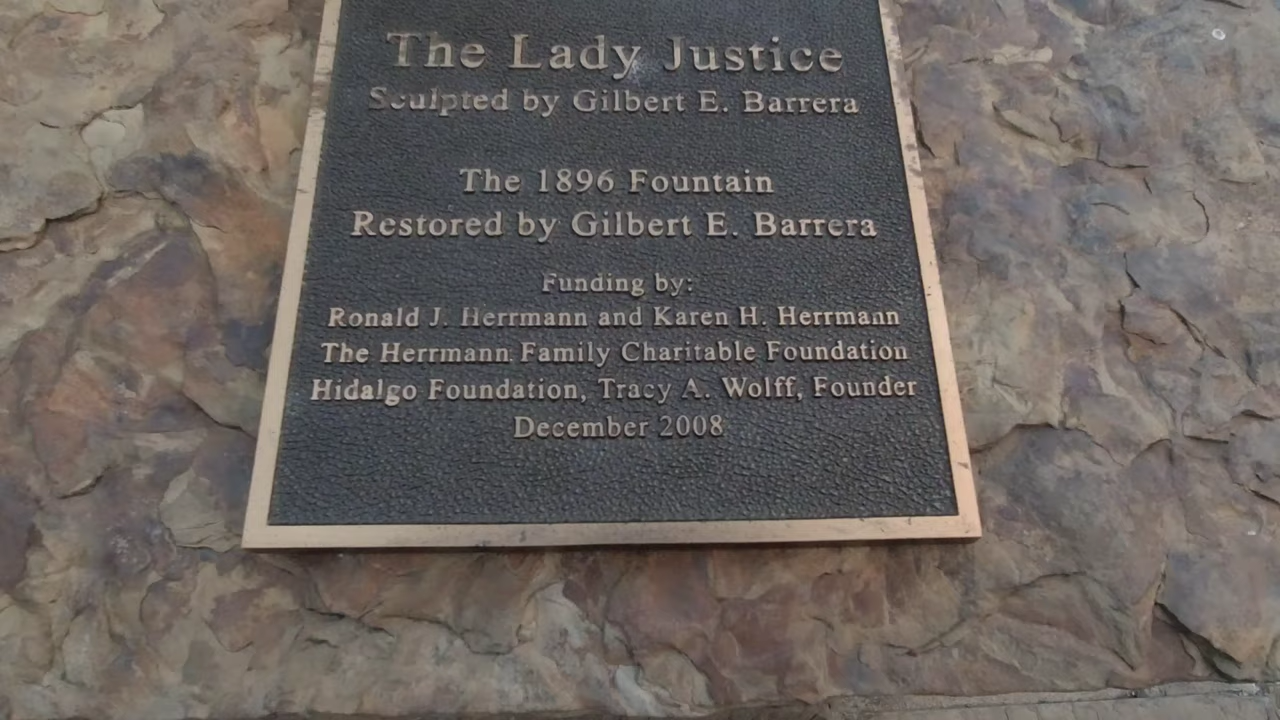 The Lady Justice
Sculpted by Gilbert E. Barrera
The 1896 Fountain
Restored by Gilbert E. Barrera
Funding by:
Ronald J. Herrmann and Karen H. Herrmann
The Herrmann Family Charitable Foundation
Hidalgo Foundation, Tracy A. Wolff, Founder
December 2008